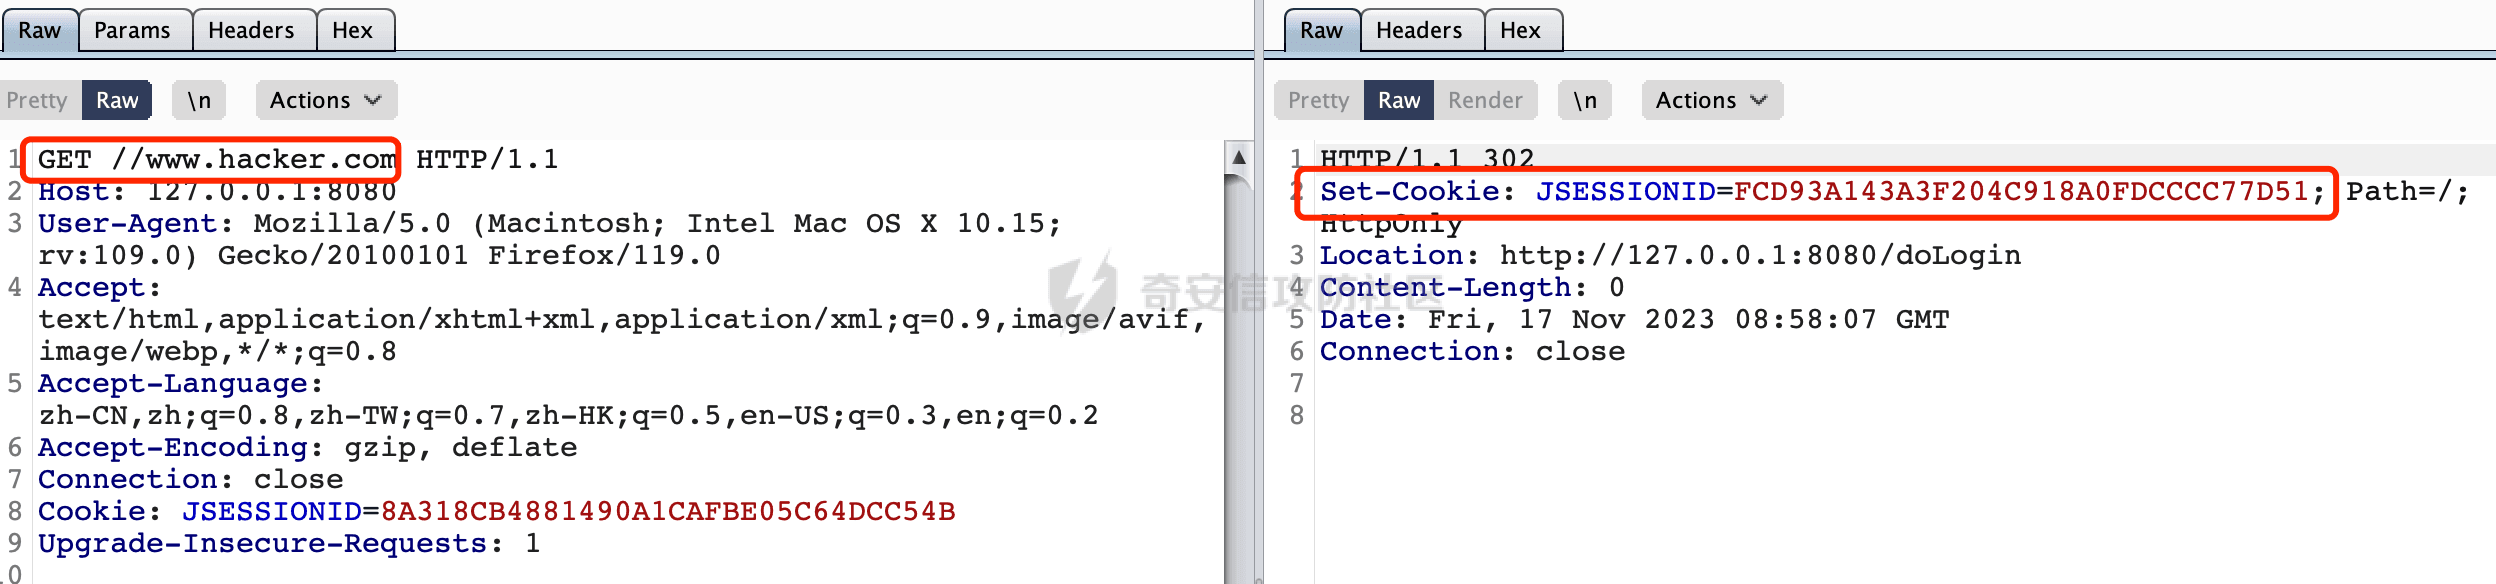 Raw Params Headers Hex
Pretty Raw \n Actions
1 GET //www.hacker.com HTTP/1.1
2 Host: 127.0.0.1:8080
3 User-Agent: Mozilla/5.0 (Macintosh; Intel Mac OS X 10.15;
rv:109.0) Gecko/20100101 Firefox/119.0
4 Accept:
text/html,application/xhtml+xml,application/xml;q=0.9,image/avif,
image/webp,*/*;q=0.8
5 Accept-Language:
zh-CN,zh;q=0.8,zh-TW;q=0.7,zh-HK;q=0.5,en-US;q=0.3,en;q=0.2
6 Accept-Encoding: gzip, deflate
7 Connection: close
8 Cookie: JSESSIONID=8A318CB4881490A1CAFBE05C64DCC54B
9 Upgrade-Insecure-Requests: 1
.0
Raw Headers Hex
Pretty Raw Render \n Actions
1 HTTP/1.1 302
2 Set-Cookie: JSESSIONID=FCD93A143A3F204C918A0FDCCCC77D51; Path=/;
HttpOnly
3 Location: http://127.0.0.1:8080/doLogin
4 Content-Length: 0
5 Date: Fri, 17 Nov 2023 08:58:07 GMT
6 Connection: close
7
8
奇安信攻防社区